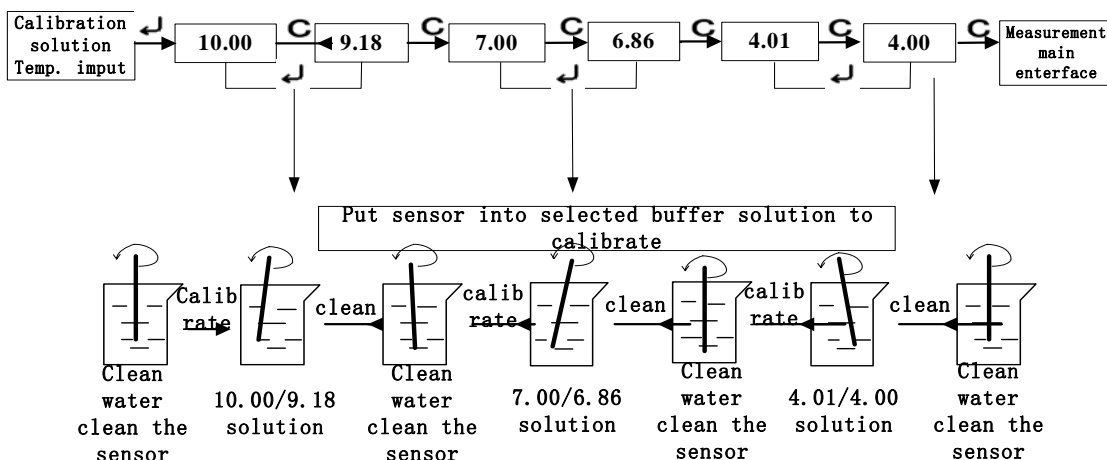 Calibration
solution
Temp. imput
↵
10.00
C
9.18
C
7.00
C
6.86
C
4.01
C
4.00
C
Measurement
main
enterface
↵
↵
↵
Put sensor into selected buffer solution to
calibrate
Calib
rate
clean
calib
rate
clean
calib
rate
clean
Clean
water
clean the
sensor
10.00/9.18
solution
Clean
water
clean the
sensor
7.00/6.86
solution
Clean
water
clean the
sensor
4.01/4.00
solution
Clean
water
clean the
sensor